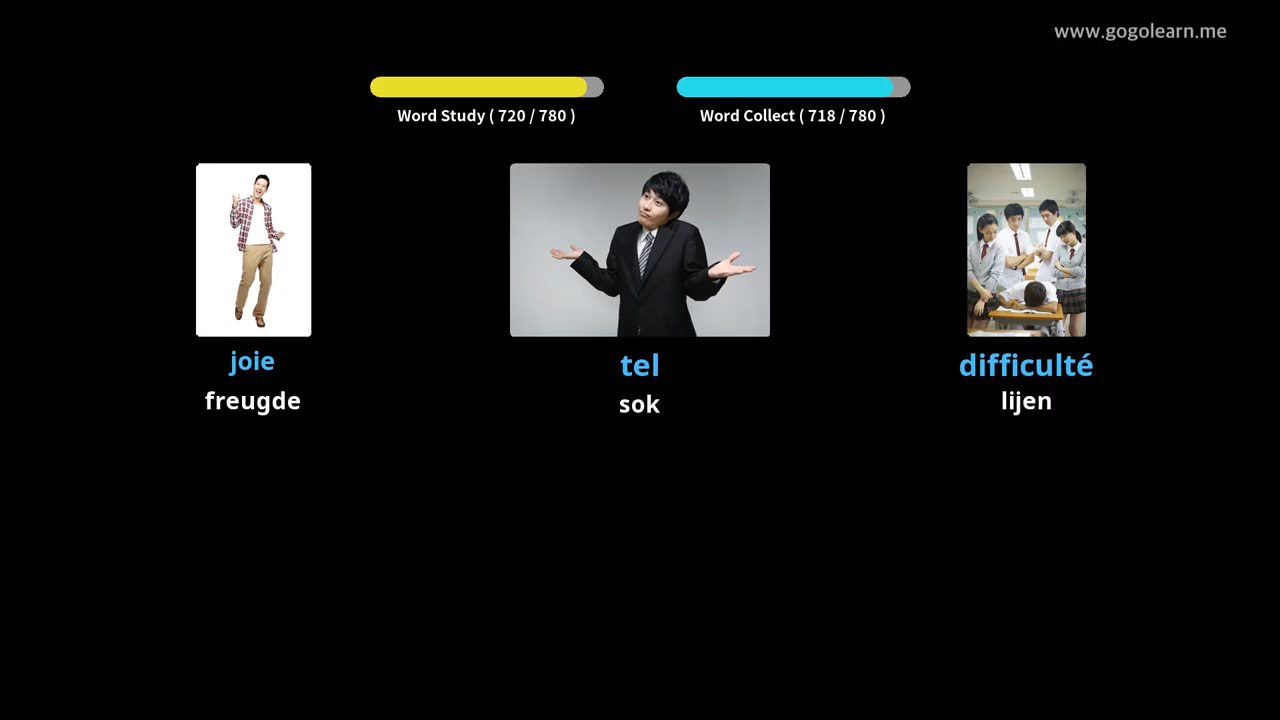 www.gogolearn.me
Word Study ( 720 / 780 )
Word Collect ( 718 / 780 )
joie
tel
difficulté
freugde
sok
lijen